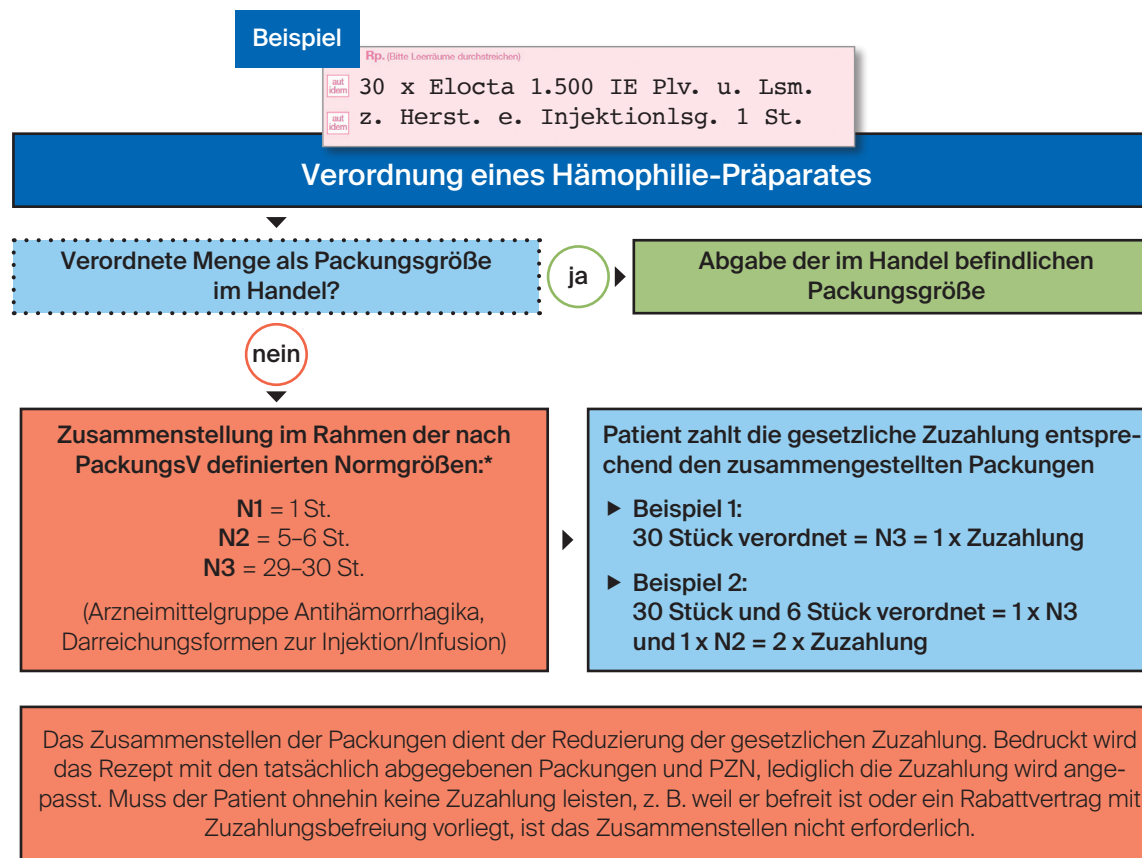 Beispiel
Rp. (Bitte Leerräume durchstreichen)
aut
idem
30 x Elocta 1.500 IE Plv. u. Lsm.
aut
idem
z. Herst. e. Injektionlsg. 1 St.
Verordnung eines Hämophilie-Präparates
Verordnete Menge als Packungsgröße
im Handel?
ja
Abgabe der im Handel befindlichen
Packungsgröße
nein
Zusammenstellung im Rahmen der nach
PackungsV definierten Normgrößen:*
N1 = 1 St.
N2 = 5–6 St.
N3 = 29–30 St.
(Arzneimittelgruppe Antihämorrhagika,
Darreichungsformen zur Injektion/Infusion)
Patient zahlt die gesetzliche Zuzahlung entspre-
chend den zusammengestellten Packungen
▶ Beispiel 1:
30 Stück verordnet = N3 = 1 x Zuzahlung
▶ Beispiel 2:
30 Stück und 6 Stück verordnet = 1 x N3
und 1 x N2 = 2 x Zuzahlung
Das Zusammenstellen der Packungen dient der Reduzierung der gesetzlichen Zuzahlung. Bedruckt wird
das Rezept mit den tatsächlich abgegebenen Packungen und PZN, lediglich die Zuzahlung wird ange-
passt. Muss der Patient ohnehin keine Zuzahlung leisten, z. B. weil er befreit ist oder ein Rabattvertrag mit
Zuzahlungsbefreiung vorliegt, ist das Zusammenstellen nicht erforderlich.